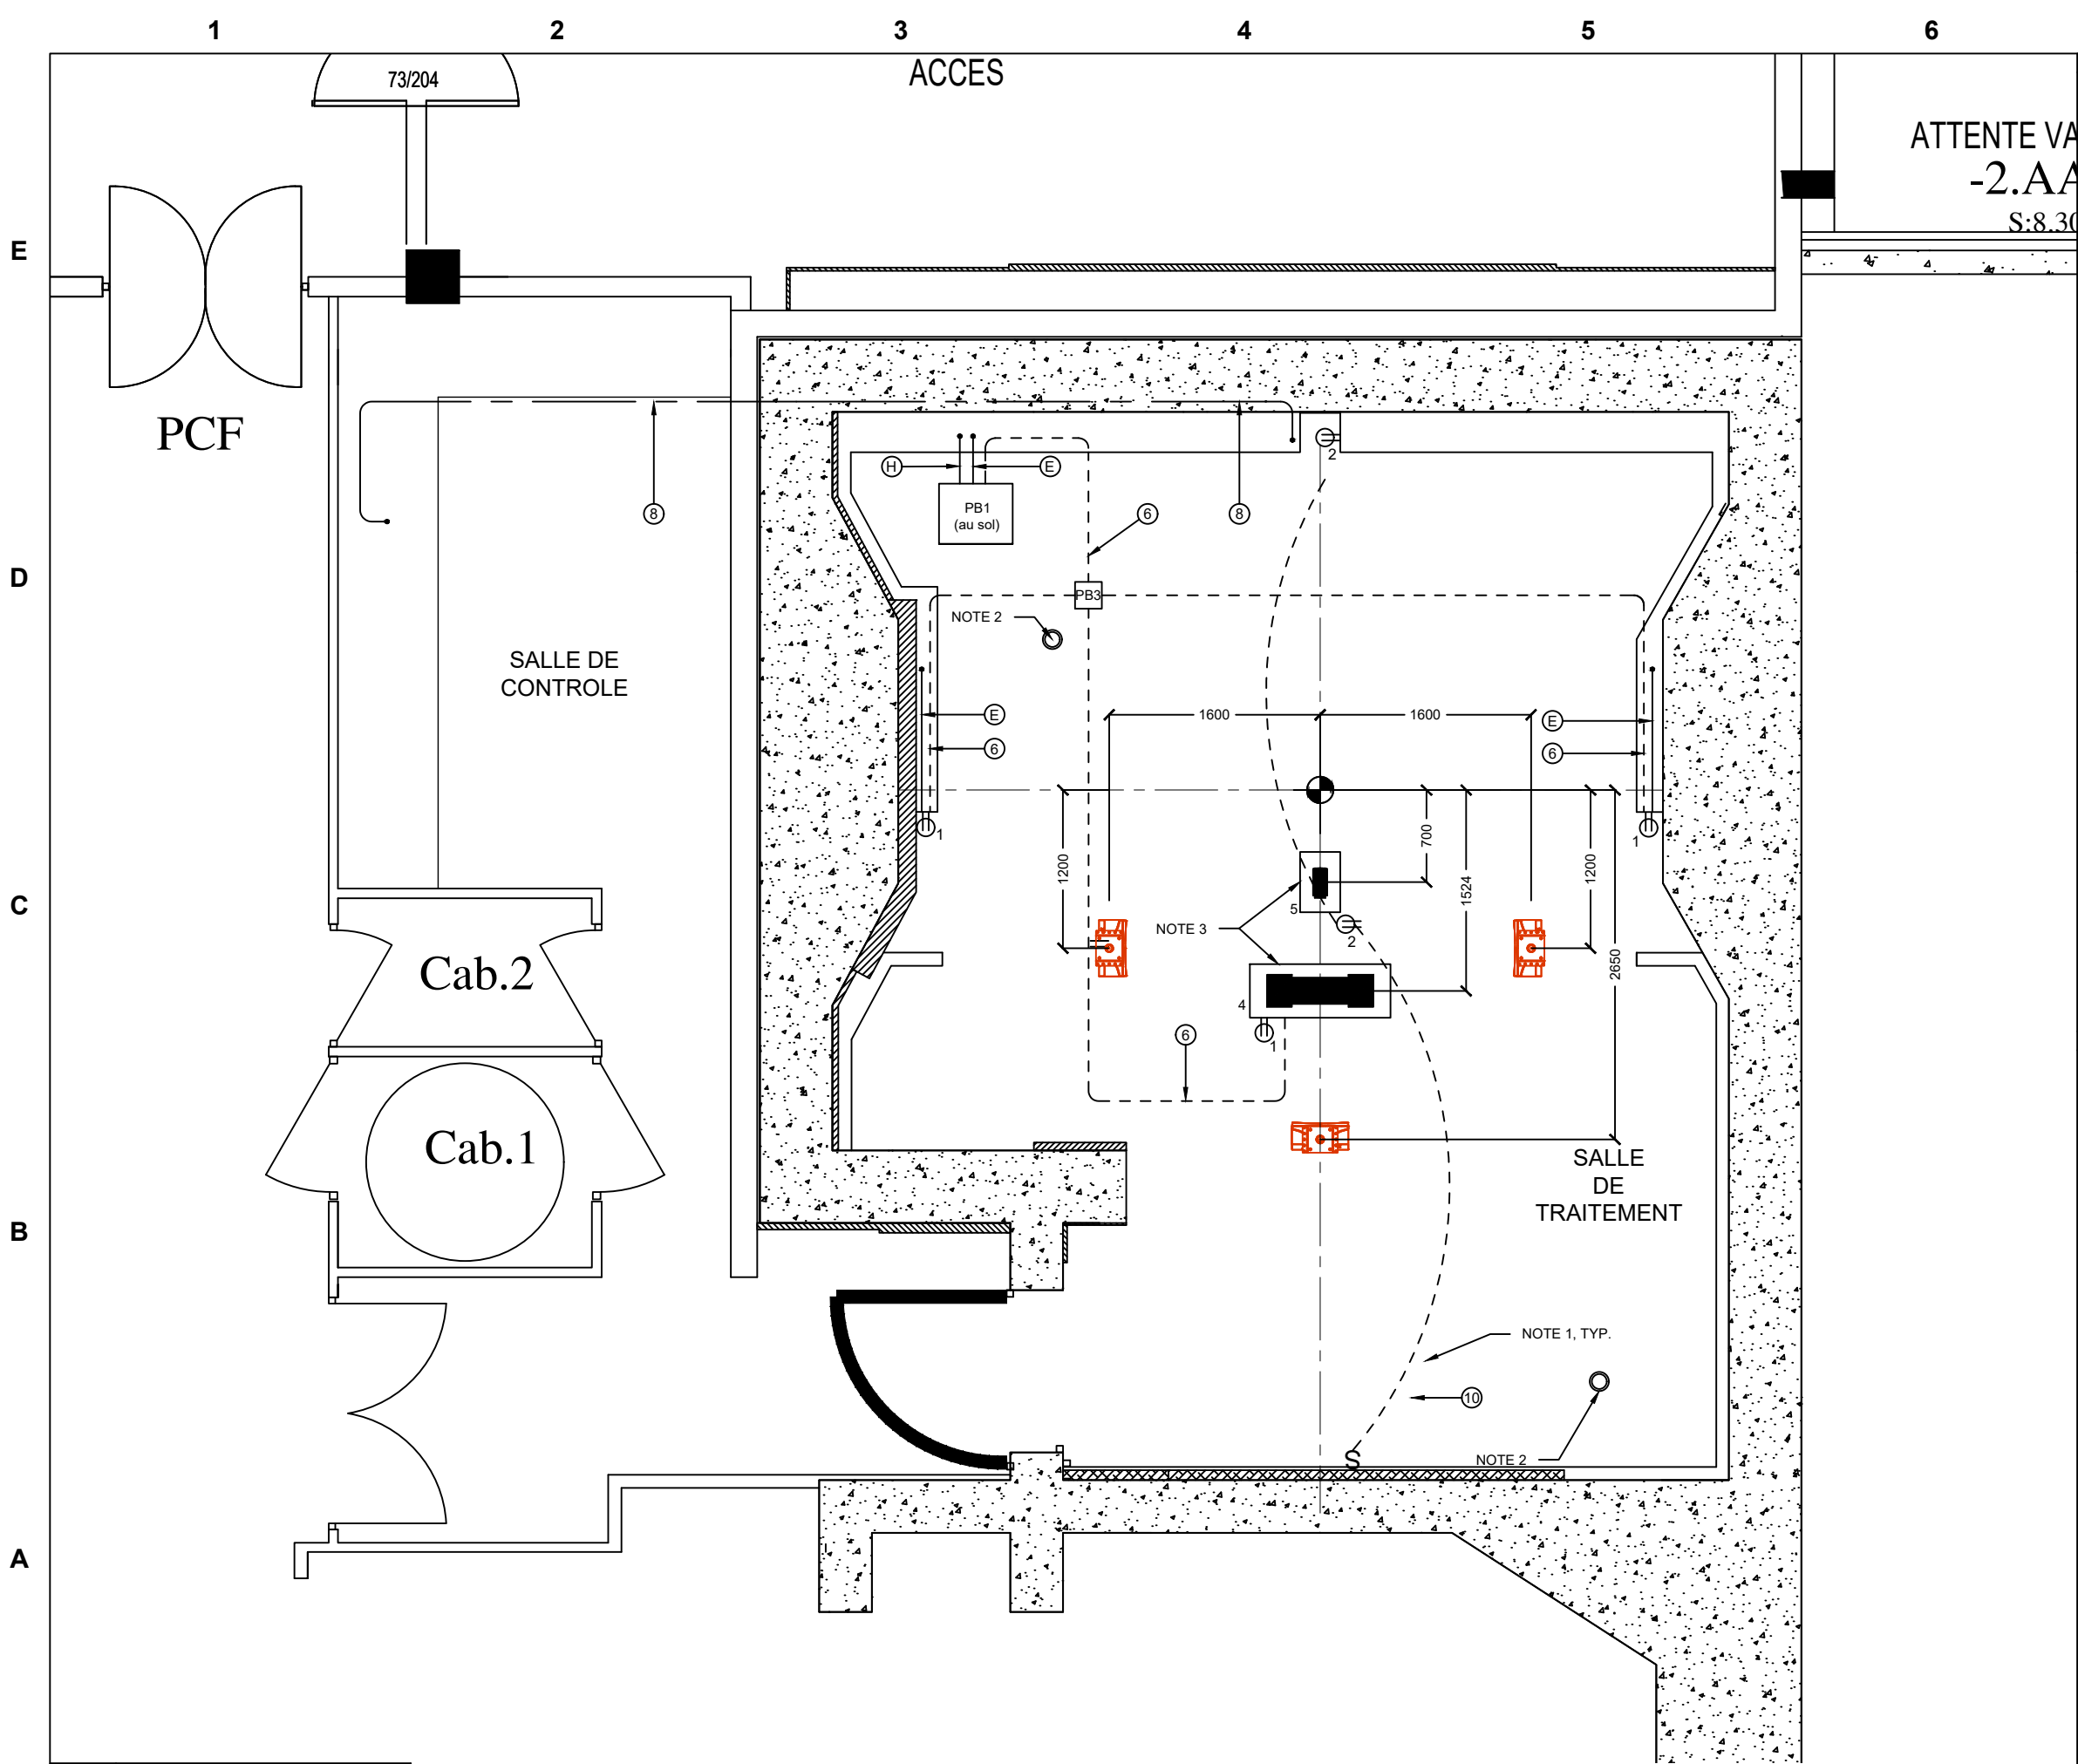 1 2 3 4 5 6
73/204
ACCES
ATTENTE VA
-2.AA
S:8.30
E
PCF
2
H
E
8
PB1
(au sol)
6
8
D
PB3
NOTE 2
SALLE DE
CONTROLE
E
1600
1600
E
6
6
1
1
700
1200
1524
1200
C
5
NOTE 3
2
2650
Cab.2
4
1
6
Cab.1
SALLE
DE
TRAITEMENT
B
NOTE 1, TYP.
10
S
NOTE 2
A